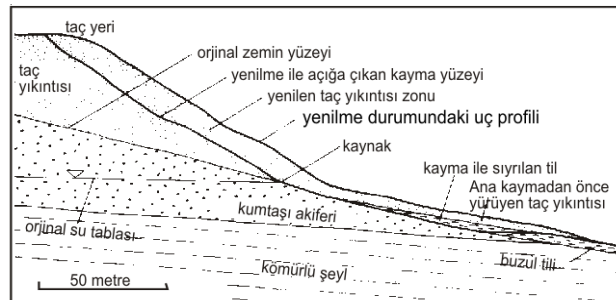 taç yeri
orjinal zemin yüzeyi
taç
yıkıntısı
yenilme ile açığa çıkan kayma yüzeyi
yenilen taç yıkıntısı zonu
yenilme durumundaki uç profili
kaynak
kayma ile sıyrılan til
Ana kaymadan önce
yürüyen taç yıkıntısı
kumtaşı akiferi
orjinal su tablası
buzul tili
kömürlü şeyl
50 metre